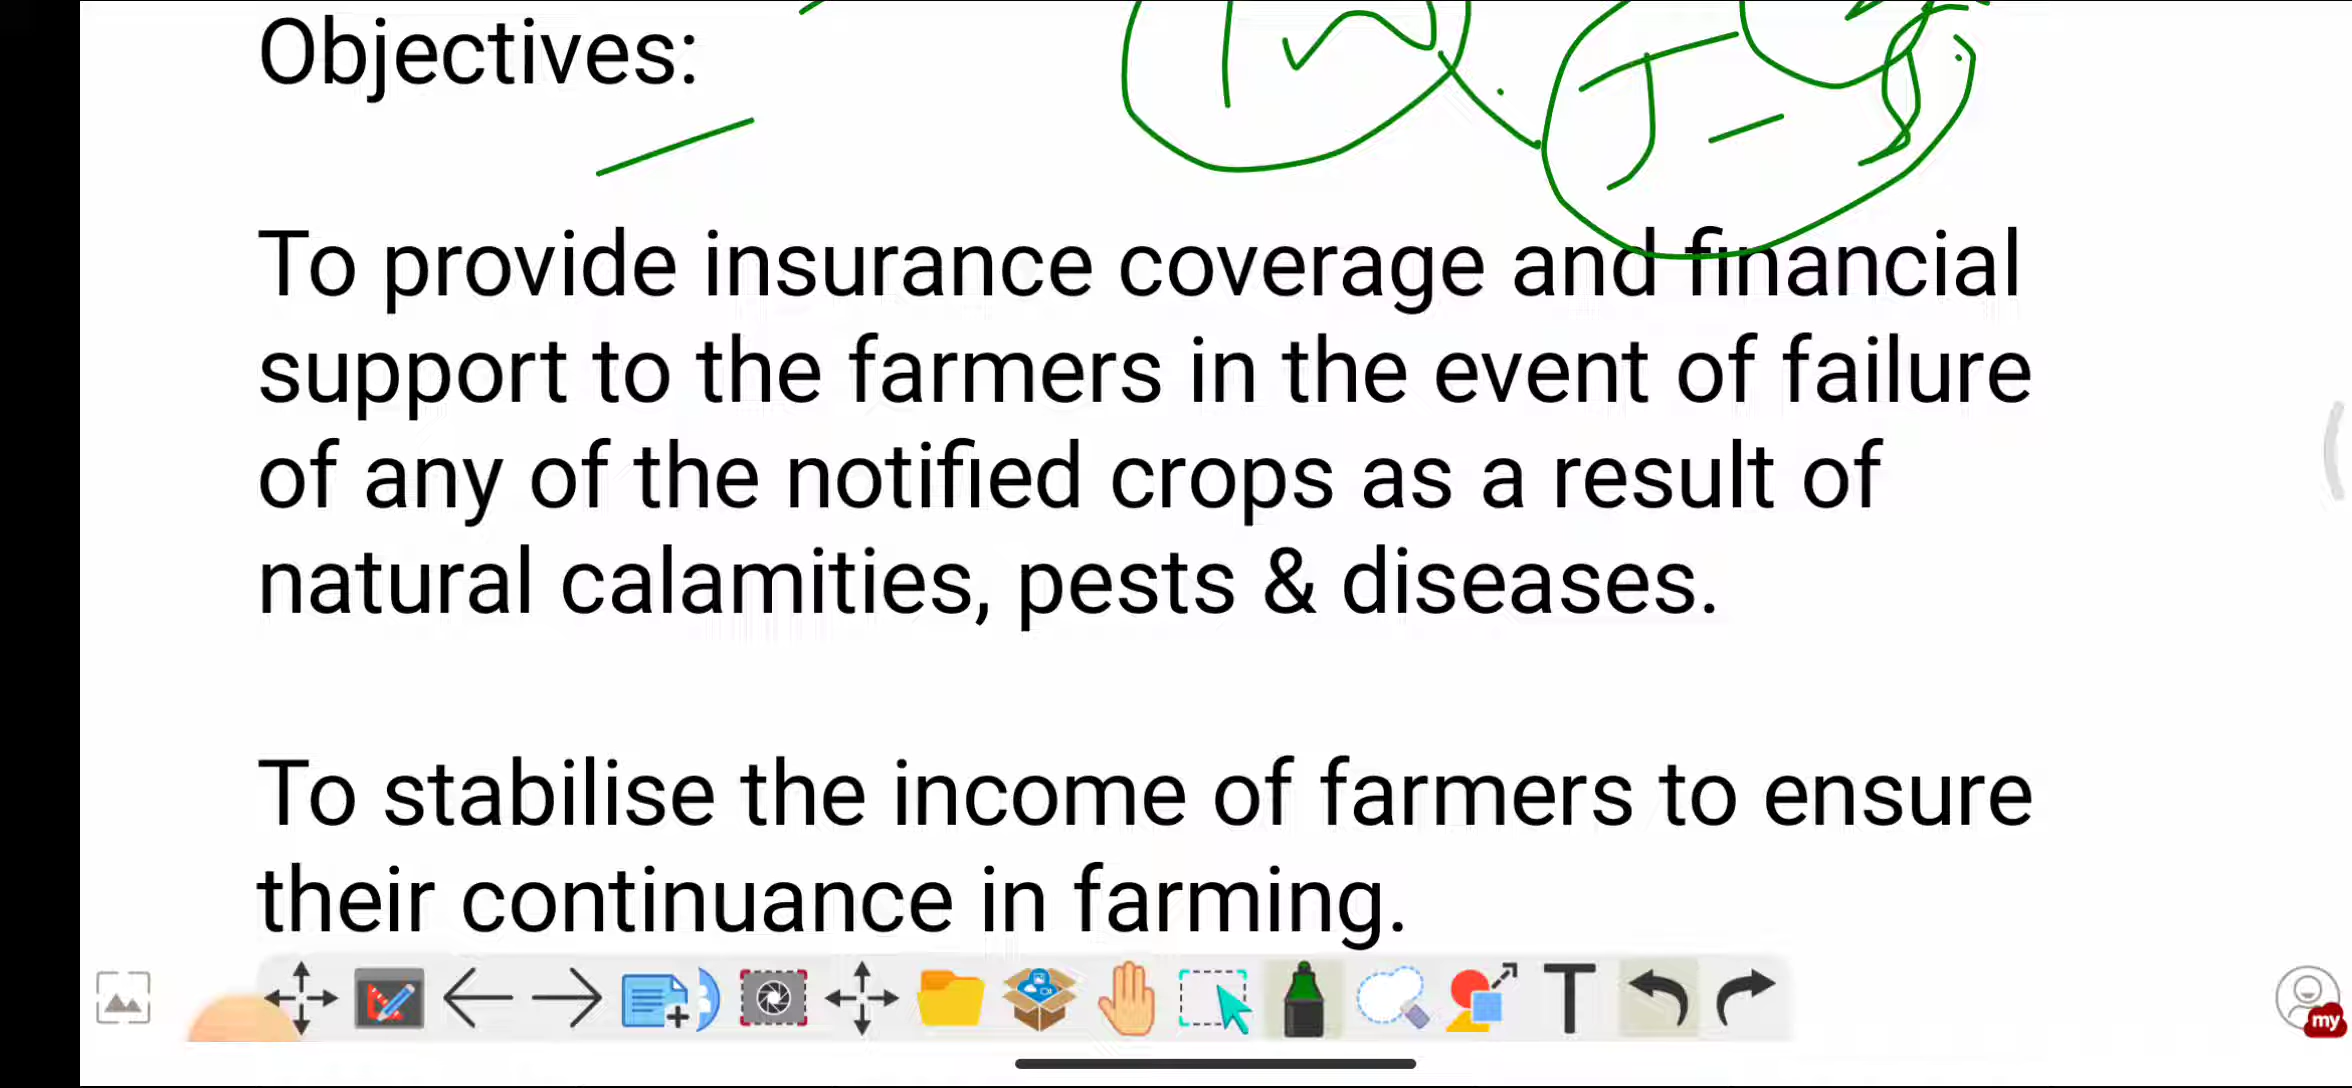 Objectives:
To provide insurance coverage and financial
support to the farmers in the event of failure
of any of the notified crops as a result of
natural calamities, pests & diseases.
To stabilise the income of farmers to ensure
their continuance in farming.
T
my